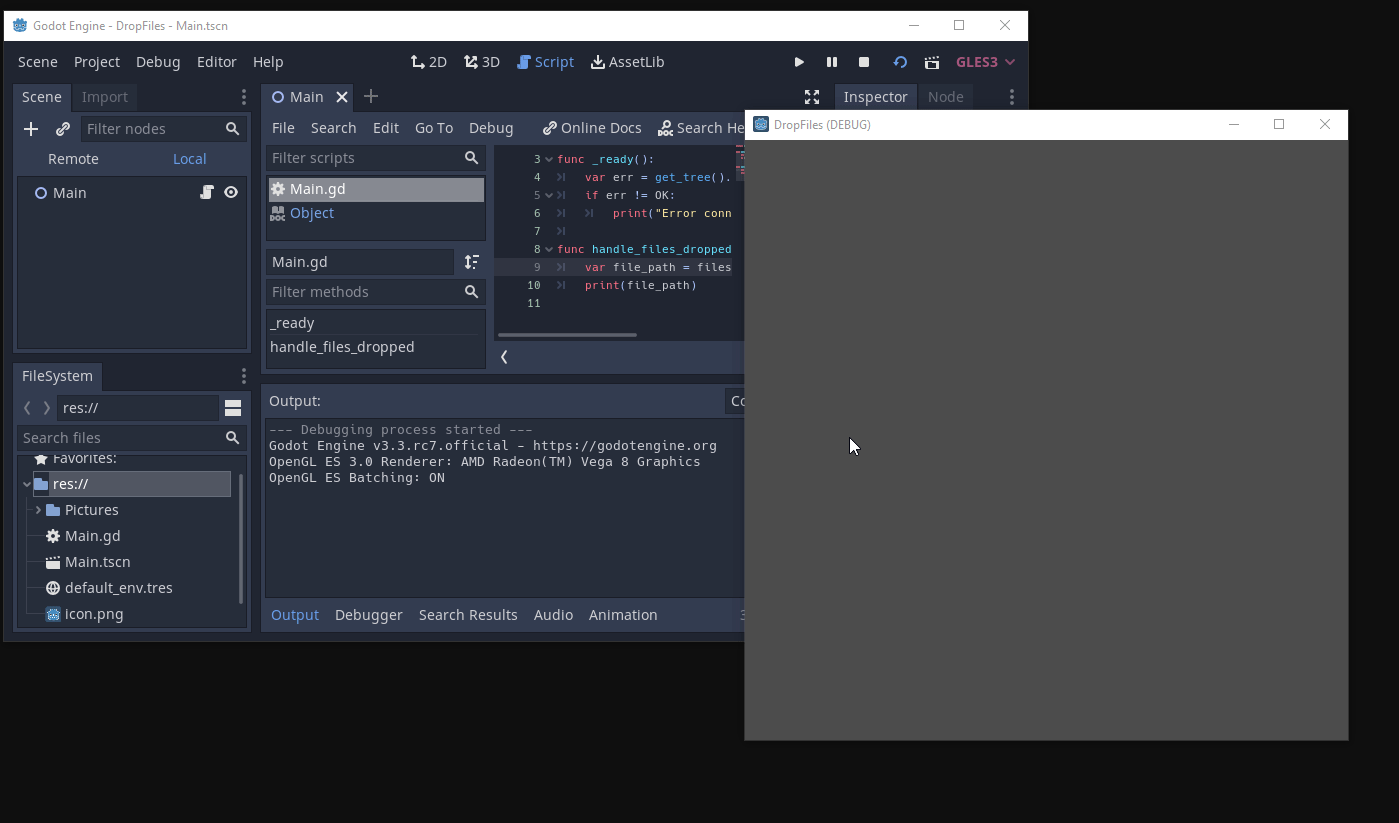 Godot Engine - DropFiles - Main.tscn
Scene Project Debug Editor Help
2D 3D Script AssetLib
GLES3
Scene Import
Filter nodes
Remote Local
Main
FileSystem
res://
Search files
Favorites:
res://
Pictures
Main.gd
Main.tscn
default_env.tres
icon.png
Main
File Search Edit Go To Debug Online Docs Search He
Filter scripts
Main.gd
DOC Object
Main.gd
Filter methods
_ready
handle_files_dropped
3 func _ready():
4 var err = get_tree().
5 if err != OK:
6 print("Error conn
7
8 func handle_files_dropped
9 var file_path = files
10 print(file_path)
11
Output:
Co
--- Debugging process started ---
Godot Engine v3.3.rc7.official - https://godotengine.org
OpenGL ES 3.0 Renderer: AMD Radeon(TM) Vega 8 Graphics
OpenGL ES Batching: ON
Output Debugger Search Results Audio Animation 3
Inspector Node
DropFiles (DEBUG)